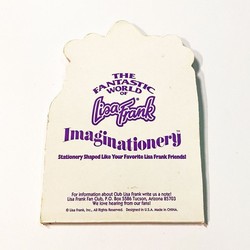 THE
FANTASTIC
WORLD
OF
Lisa Frank
Imaginationery™
Stationery Shaped Like Your Favorite Lisa Frank Friends!
For information about Club Lisa Frank write us a note!
Lisa Frank Fan Club, P.O. Box 5586 Tucson, Arizona 85703
We love hearing from our fans!
© Lisa Frank, Inc., All Rights Reserved. Designed in U.S.A. Made in China.